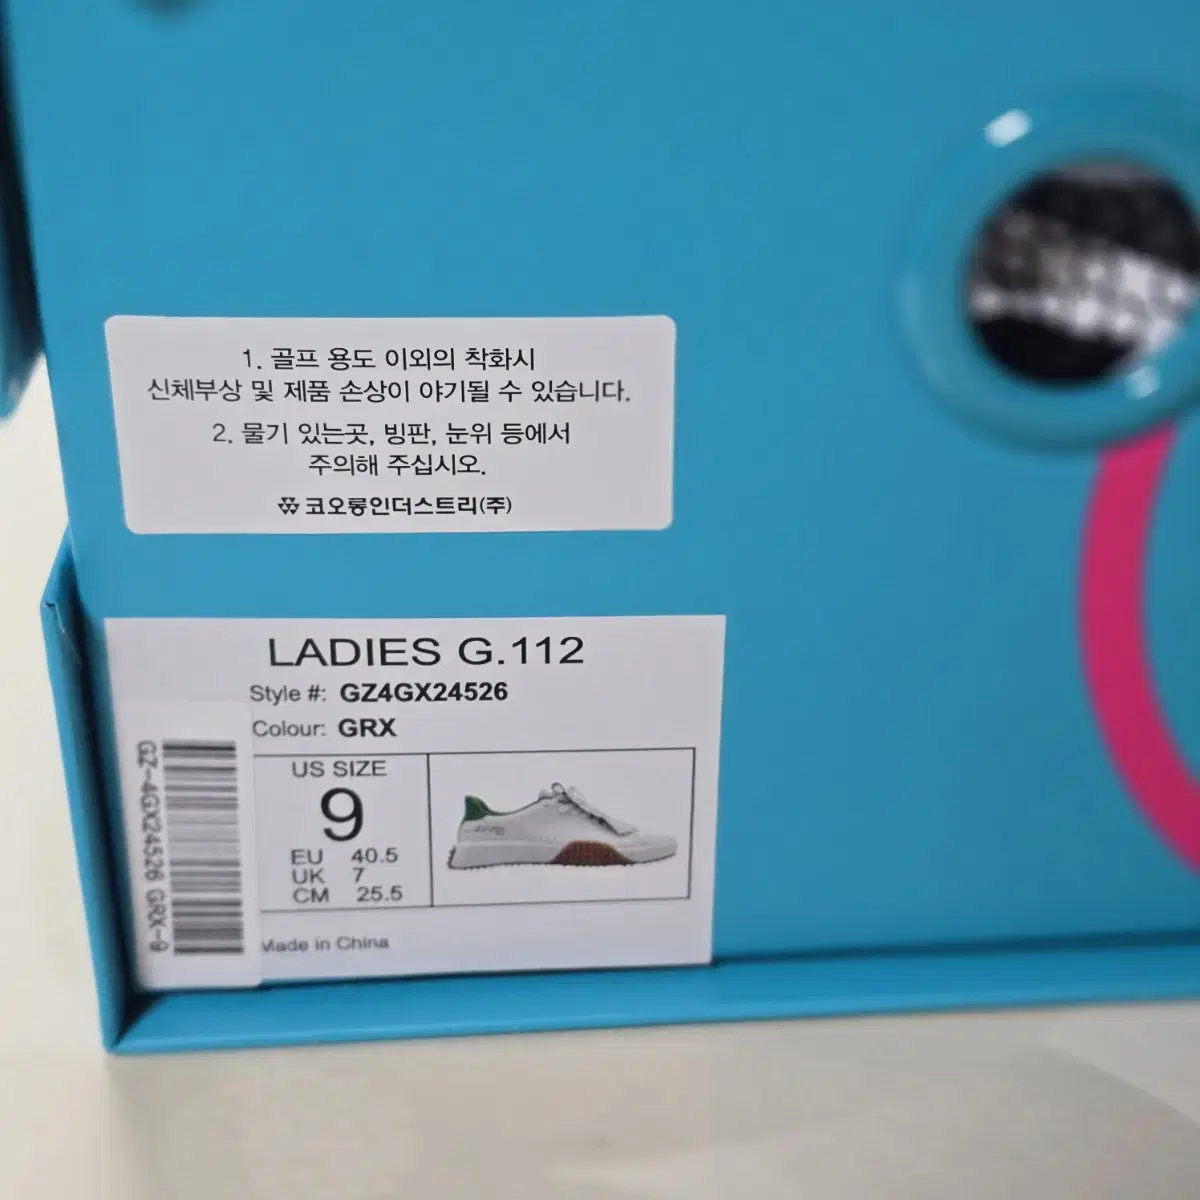 1. 골프 용도 이외의 착화시
신체부상 및 제품 손상이 야기될 수 있습니다.
2. 물기 있는곳, 빙판, 눈위 등에서
주의해 주십시오.
코오롱인더스트리(주)
LADIES G.112
Style #: GZ4GX24526
Colour: GRX
US SIZE
9
EU 40.5
UK 7
CM 25.5
Made in China
GZ-4GX24526 GRX-9